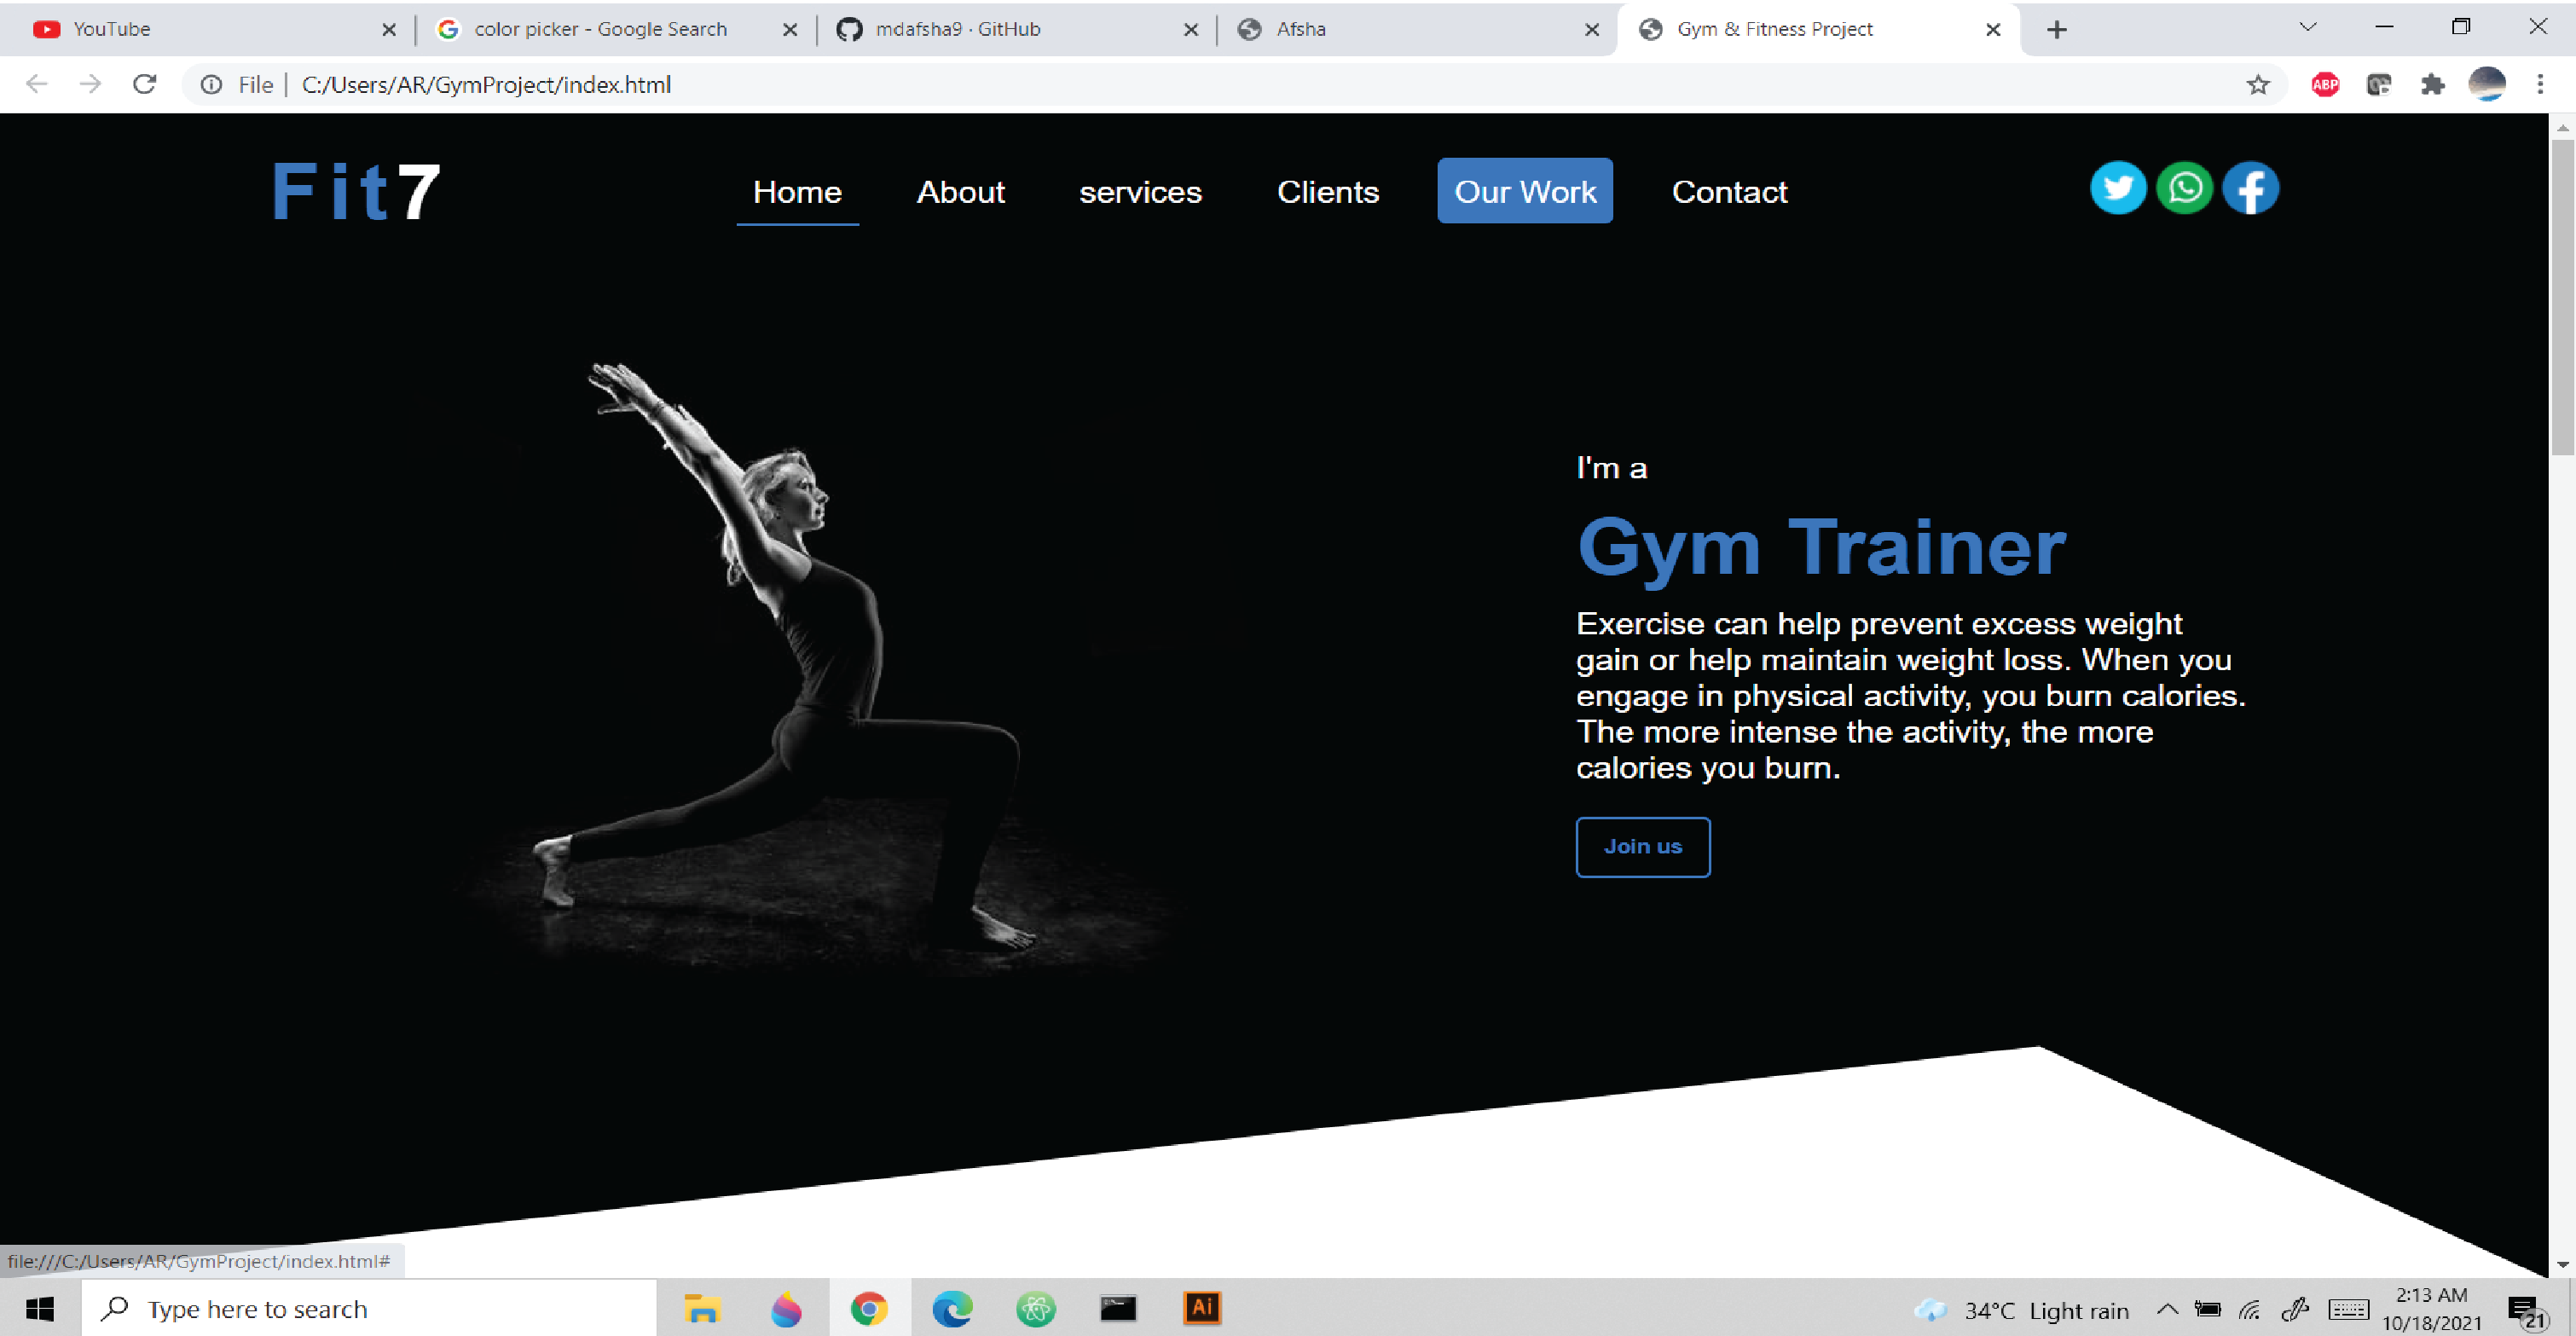 YouTube
color picker - Google Search
mdafsha9 · GitHub
Afsha
Gym & Fitness Project
File | C:/Users/AR/GymProject/index.html
ABP
Fit7
Home
About
services
Clients
Our Work
Contact
I'm a
Gym Trainer
Exercise can help prevent excess weight
gain or help maintain weight loss. When you
engage in physical activity, you burn calories.
The more intense the activity, the more
calories you burn.
Join us
file:///C:/Users/AR/GymProject/index.html#
Type here to search
Ai
34°C Light rain
2:13 AM
10/18/2021
21